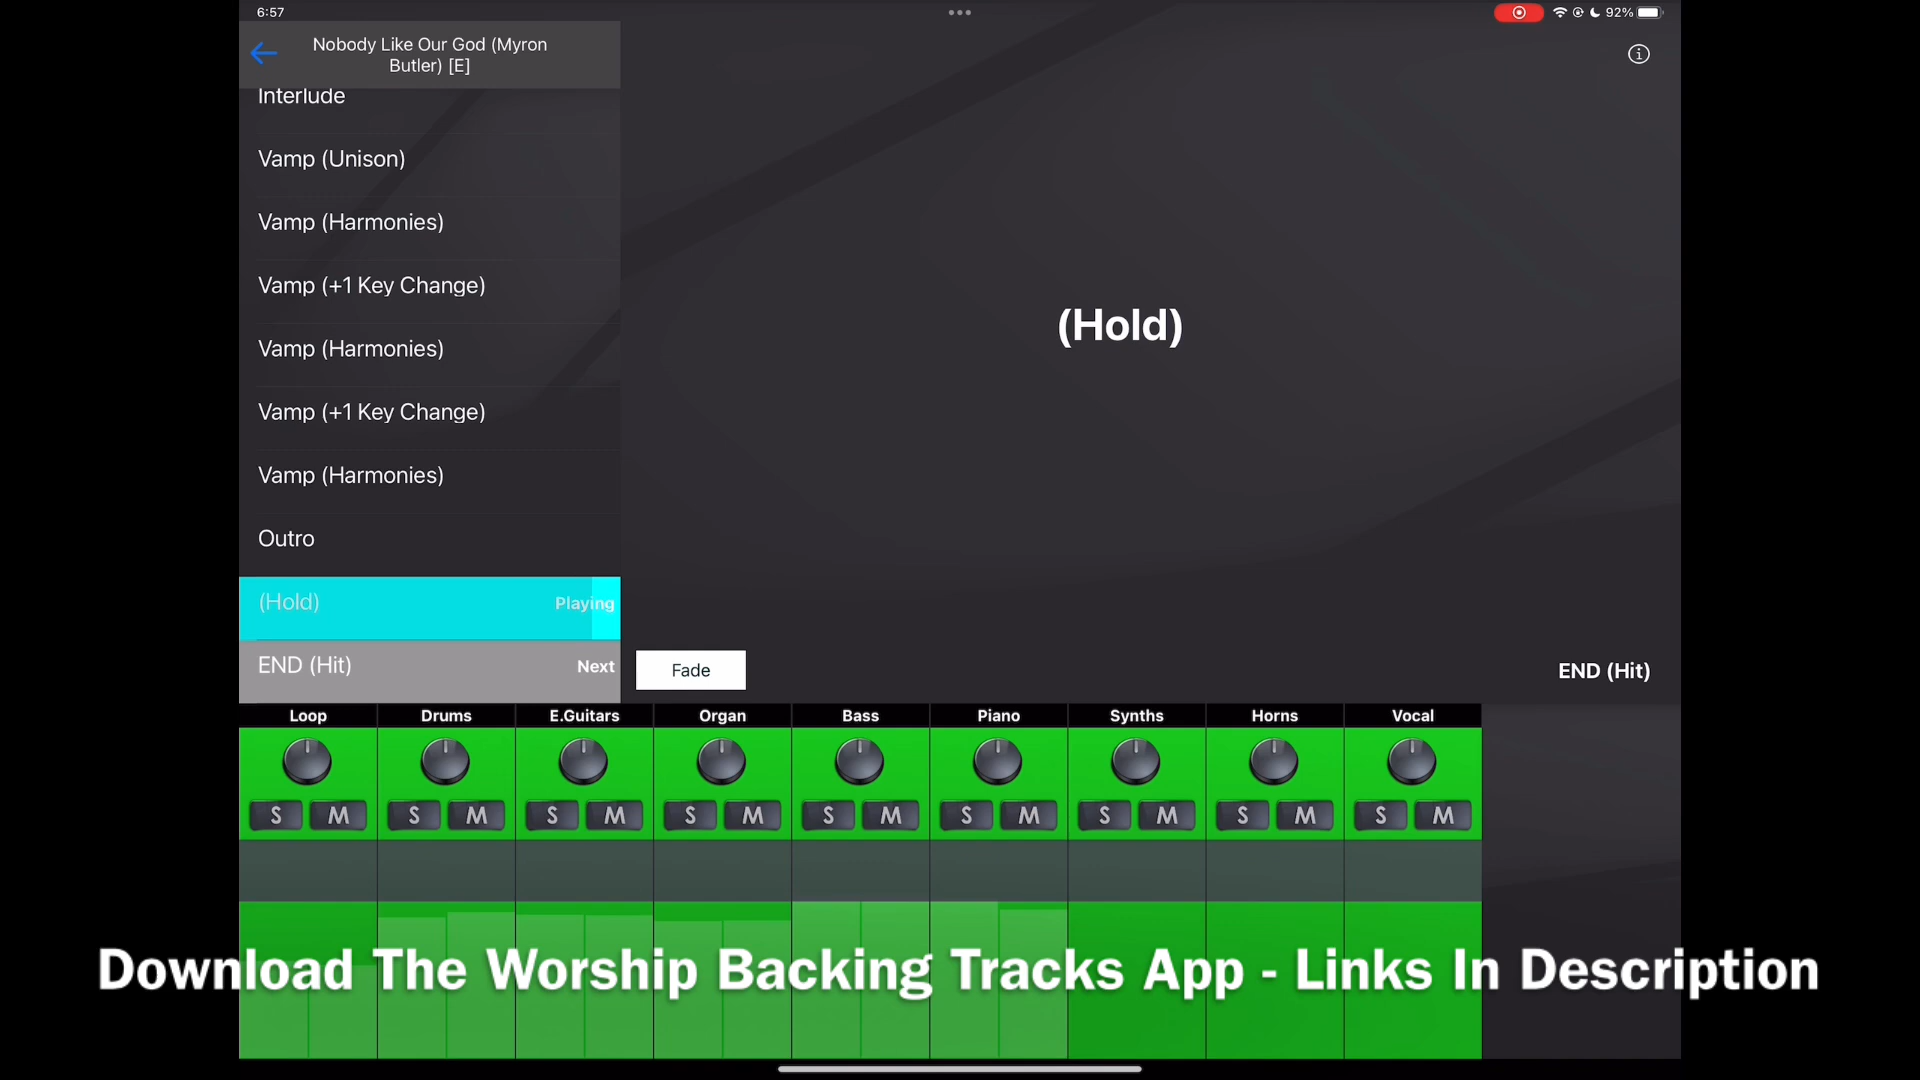 6:57
92%
Nobody Like Our God (Myron
Butler) [E]
Interlude
Vamp (Unison)
Vamp (Harmonies)
Vamp (+1 Key Change)
Vamp (Harmonies)
Vamp (+1 Key Change)
Vamp (Harmonies)
Outro
(Hold) Playing
END (Hit) Next
(Hold)
Fade
END (Hit)
Loop Drums E.Guitars Organ Bass Piano Synths Horns Vocal
S M S M S M S M S M S M S M S M S M
Download The Worship Backing Tracks App - Links In Description